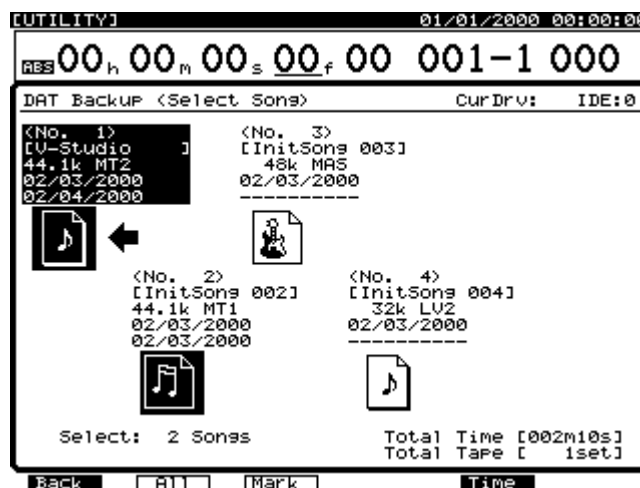 [UTILITY] 01/01/2000 00:00:00
ABS 00h 00m 00s 00f 00 001-1 000
DAT Backup <Select Song> CurDrv: IDE:0
<No. 1>
[V-Studio ]
44.1k MT2
02/03/2000
02/04/2000
<No. 3>
[InitSong 003]
48k MAS
02/03/2000
----------
<No. 2>
[InitSong 002]
44.1k MT1
02/03/2000
02/03/2000
<No. 4>
[InitSong 004]
32k LV2
02/03/2000
----------
Select: 2 Songs
Total Time [002m10s]
Total Tape [ 1set]
Back All Mark Time